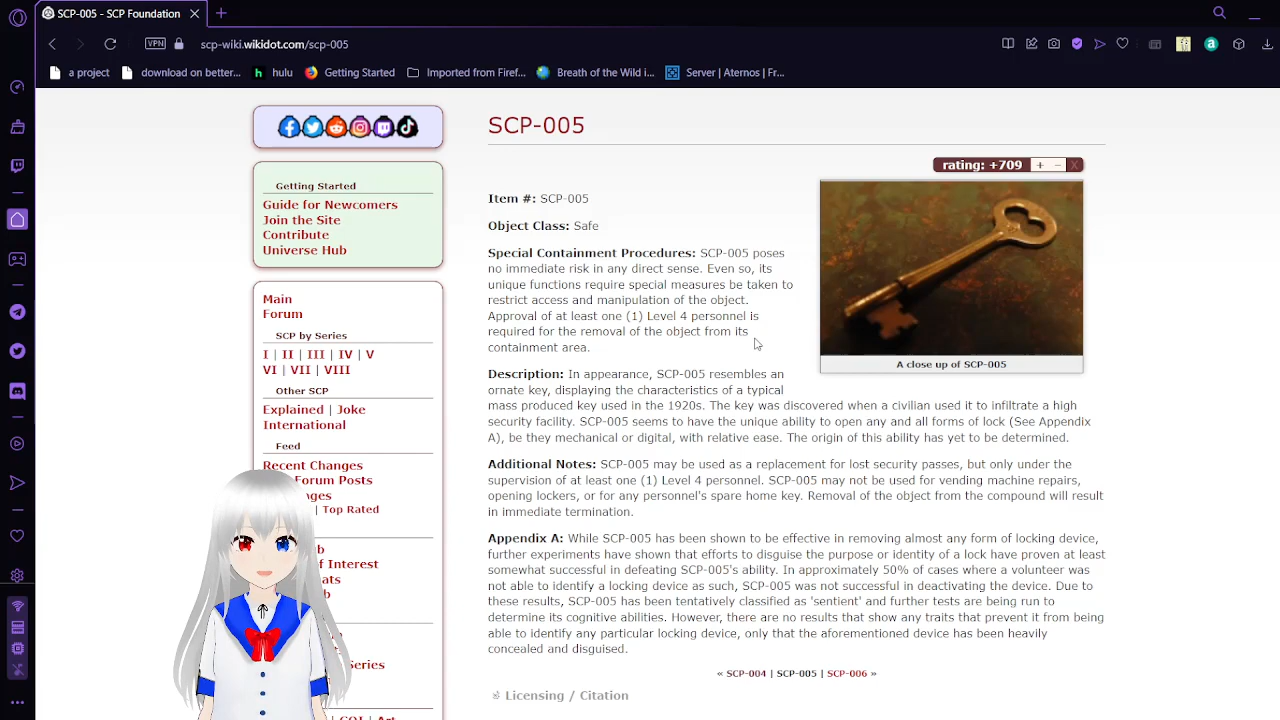 SCP-005 - SCP Foundation
VPN
scp-wiki.wikidot.com/scp-005
a project
download on better...
hulu
Getting Started
Imported from Firef...
Breath of the Wild i...
Server | Aternos | Fr...
Getting Started
Guide for Newcomers
Join the Site
Contribute
Universe Hub
Main
Forum
SCP by Series
I | II | III | IV | V
VI | VII | VIII
Other SCP
Explained | Joke
International
Feed
Recent Changes
Forum Posts
| Top Rated
of Interest
Series
SCP-005
rating: +709 + − X
Item #: SCP-005
Object Class: Safe
Special Containment Procedures: SCP-005 poses
no immediate risk in any direct sense. Even so, its
unique functions require special measures be taken to
restrict access and manipulation of the object.
Approval of at least one (1) Level 4 personnel is
required for the removal of the object from its
containment area.
A close up of SCP-005
Description: In appearance, SCP-005 resembles an
ornate key, displaying the characteristics of a typical
mass produced key used in the 1920s. The key was discovered when a civilian used it to infiltrate a high
security facility. SCP-005 seems to have the unique ability to open any and all forms of lock (See Appendix
A), be they mechanical or digital, with relative ease. The origin of this ability has yet to be determined.
Additional Notes: SCP-005 may be used as a replacement for lost security passes, but only under the
supervision of at least one (1) Level 4 personnel. SCP-005 may not be used for vending machine repairs,
opening lockers, or for any personnel's spare home key. Removal of the object from the compound will result
in immediate termination.
Appendix A: While SCP-005 has been shown to be effective in removing almost any form of locking device,
further experiments have shown that efforts to disguise the purpose or identity of a lock have proven at least
somewhat successful in defeating SCP-005's ability. In approximately 50% of cases where a volunteer was
not able to identify a locking device as such, SCP-005 was not successful in deactivating the device. Due to
these results, SCP-005 has been tentatively classified as 'sentient' and further tests are being run to
determine its cognitive abilities. However, there are no results that show any traits that prevent it from being
able to identify any particular locking device, only that the aforementioned device has been heavily
concealed and disguised.
« SCP-004 | SCP-005 | SCP-006 »
Licensing / Citation